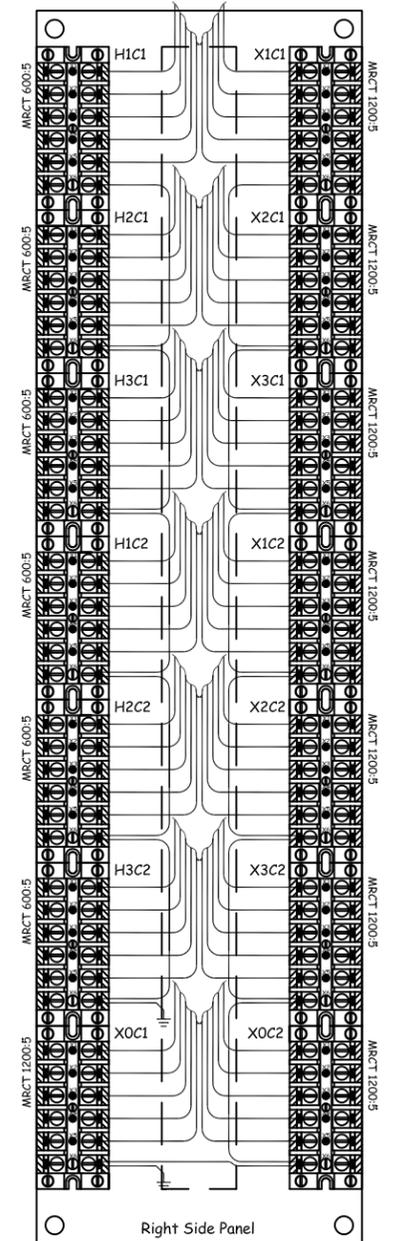 H1C1 X1C1
MRCT 600:5 MRCT 1200:5
H2C1 X2C1
MRCT 600:5 MRCT 1200:5
H3C1 X3C1
MRCT 600:5 MRCT 1200:5
H1C2 X1C2
MRCT 600:5 MRCT 1200:5
H2C2 X2C2
MRCT 600:5 MRCT 1200:5
H3C2 X3C2
MRCT 600:5 MRCT 1200:5
X0C1 X0C2
MRCT 1200:5 MRCT 1200:5
Right Side Panel